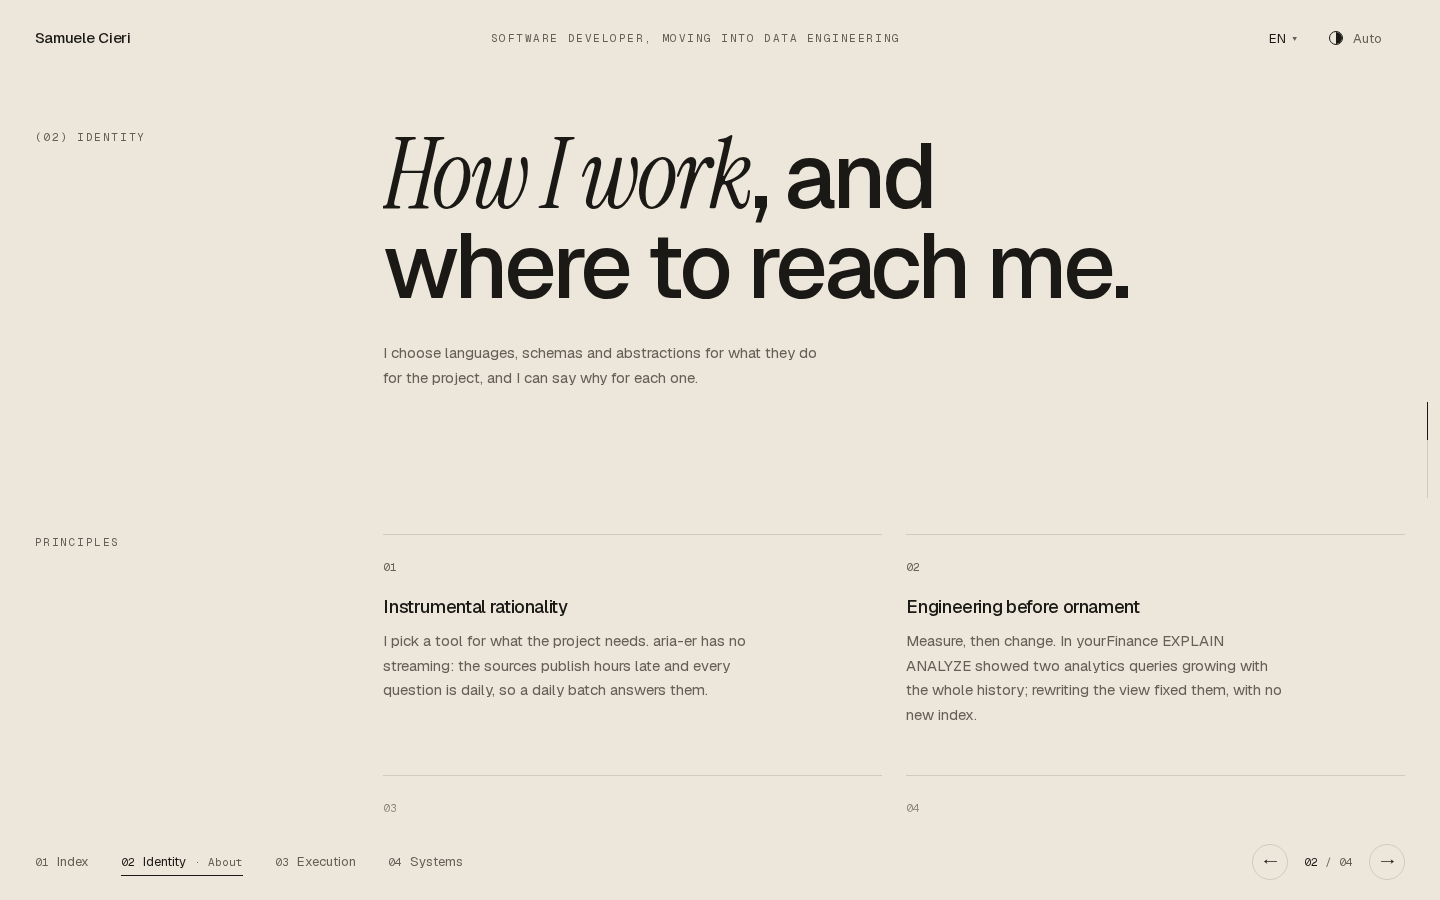 Samuele Cieri
SOFTWARE DEVELOPER, MOVING INTO DATA ENGINEERING
EN ▾
Auto
(02) IDENTITY
How I work, and
where to reach me.
I choose languages, schemas and abstractions for what they do
for the project, and I can say why for each one.
PRINCIPLES
01
Instrumental rationality
I pick a tool for what the project needs. aria-er has no
streaming: the sources publish hours late and every
question is daily, so a daily batch answers them.
02
Engineering before ornament
Measure, then change. In yourFinance EXPLAIN
ANALYZE showed two analytics queries growing with
the whole history; rewriting the view fixed them, with no
new index.
03
04
01 Index
02 Identity · About
03 Execution
04 Systems
← 02 / 04 →